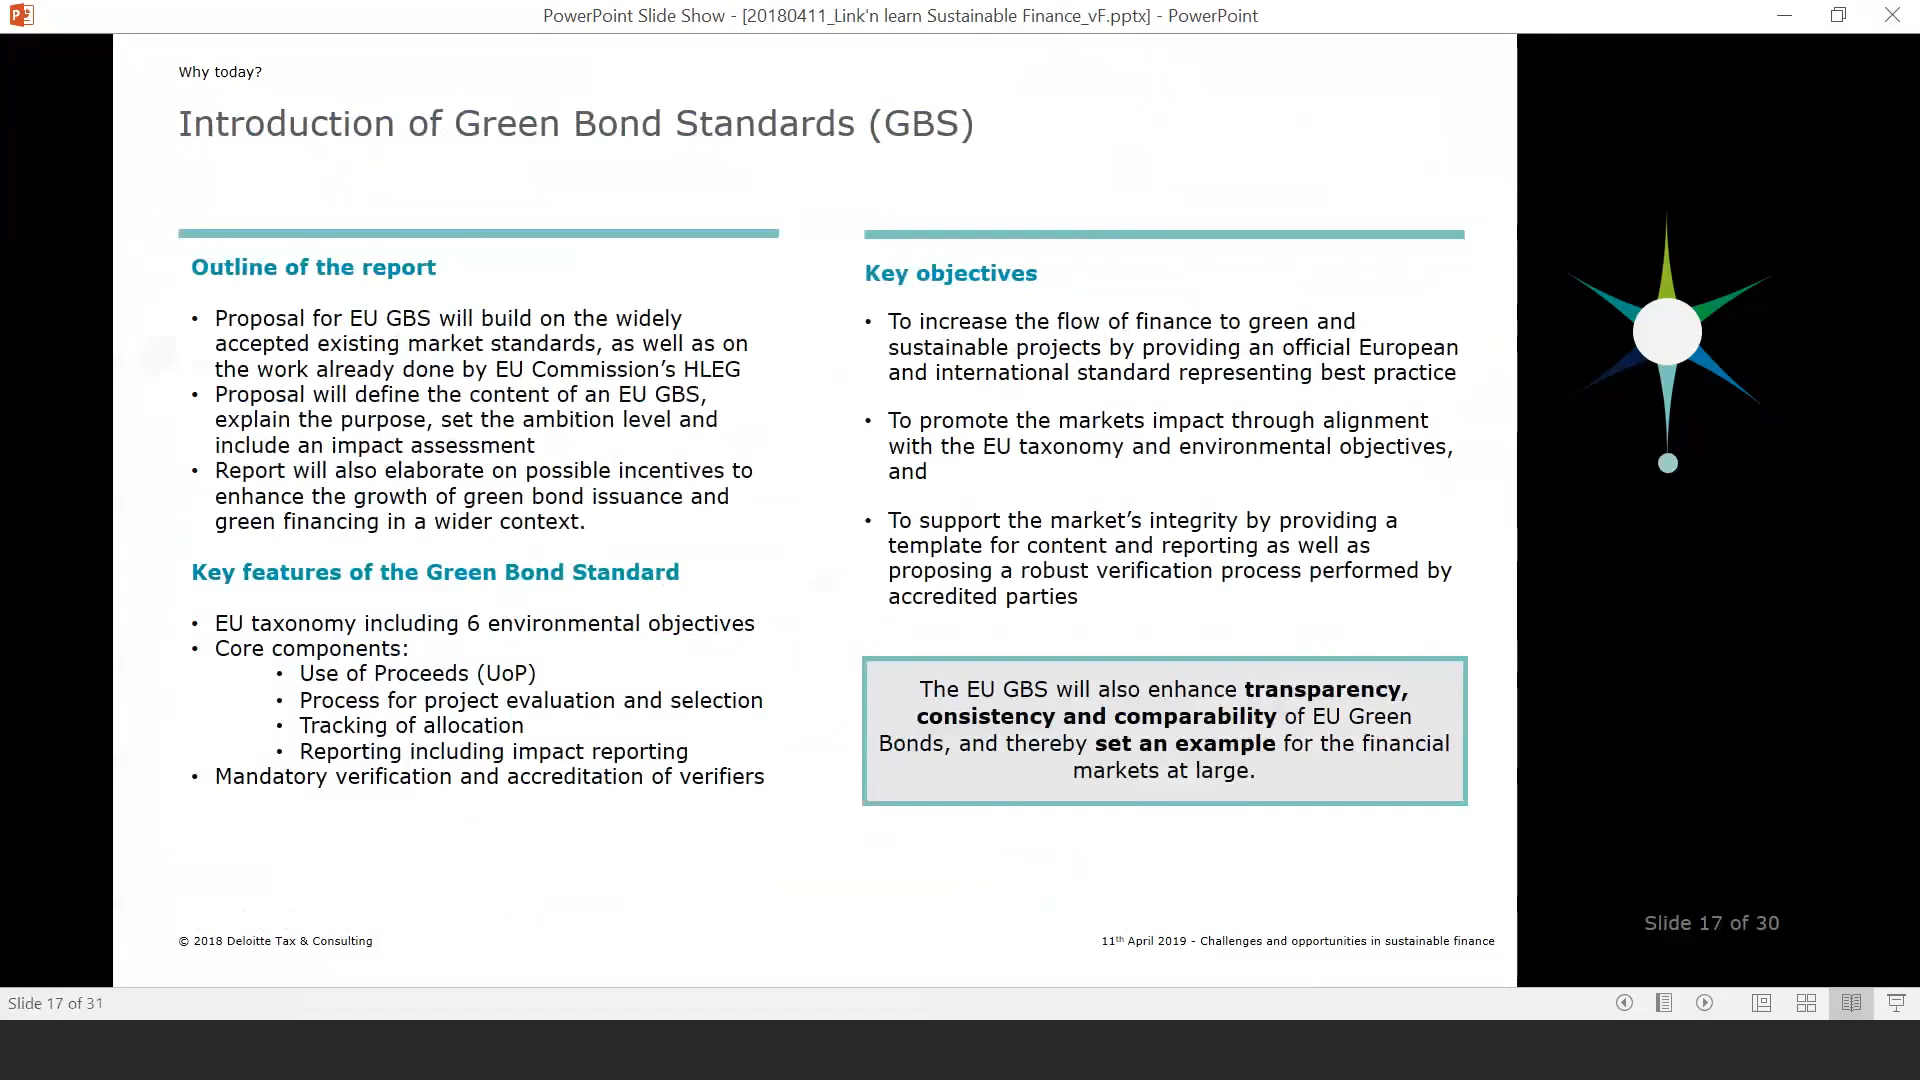 PowerPoint Slide Show - [20180411_Link'n learn Sustainable Finance_vF.pptx] - PowerPoint
Why today?
Introduction of Green Bond Standards (GBS)
Outline of the report
• Proposal for EU GBS will build on the widely
accepted existing market standards, as well as on
the work already done by EU Commission’s HLEG
• Proposal will define the content of an EU GBS,
explain the purpose, set the ambition level and
include an impact assessment
• Report will also elaborate on possible incentives to
enhance the growth of green bond issuance and
green financing in a wider context.
Key features of the Green Bond Standard
• EU taxonomy including 6 environmental objectives
• Core components:
• Use of Proceeds (UoP)
• Process for project evaluation and selection
• Tracking of allocation
• Reporting including impact reporting
• Mandatory verification and accreditation of verifiers
Key objectives
• To increase the flow of finance to green and
sustainable projects by providing an official European
and international standard representing best practice
• To promote the markets impact through alignment
with the EU taxonomy and environmental objectives,
and
• To support the market’s integrity by providing a
template for content and reporting as well as
proposing a robust verification process performed by
accredited parties
The EU GBS will also enhance transparency,
consistency and comparability of EU Green
Bonds, and thereby set an example for the financial
markets at large.
Slide 17 of 30
© 2018 Deloitte Tax & Consulting
11th April 2019 - Challenges and opportunities in sustainable finance
Slide 17 of 31